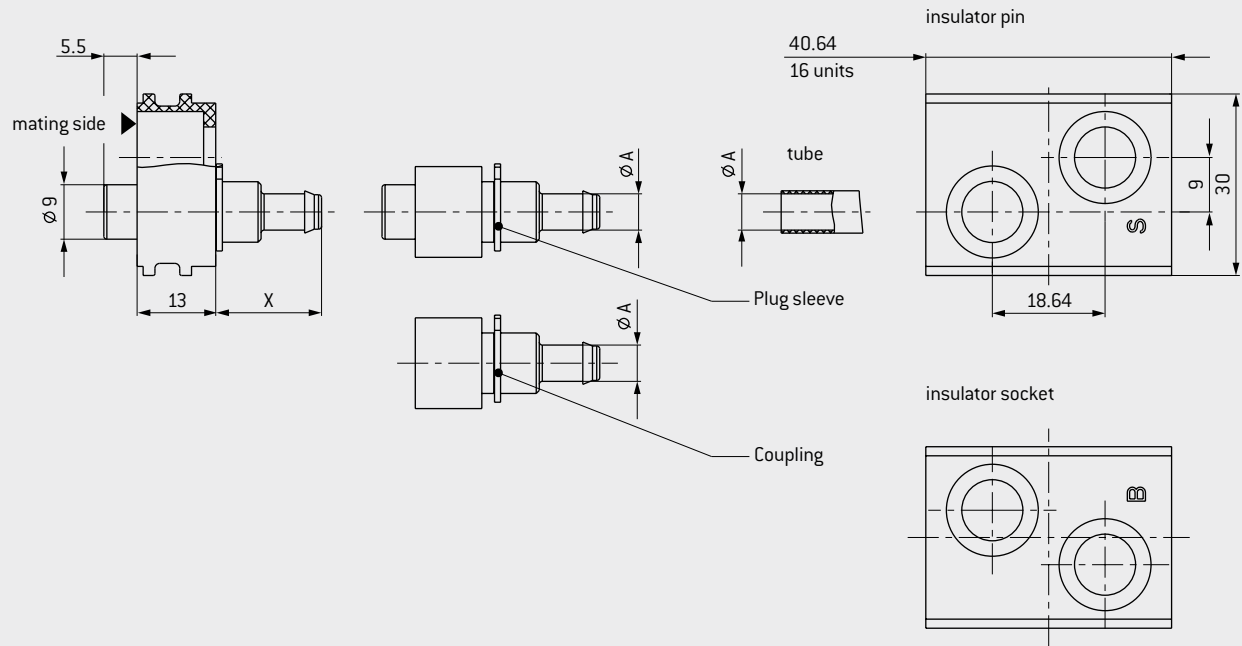 insulator pin
5.5
40.64
16 units
mating side
tube
Ø A
Ø A
Ø 9
9
30
S
13
X
Plug sleeve
18.64
Ø A
insulator socket
Coupling
B